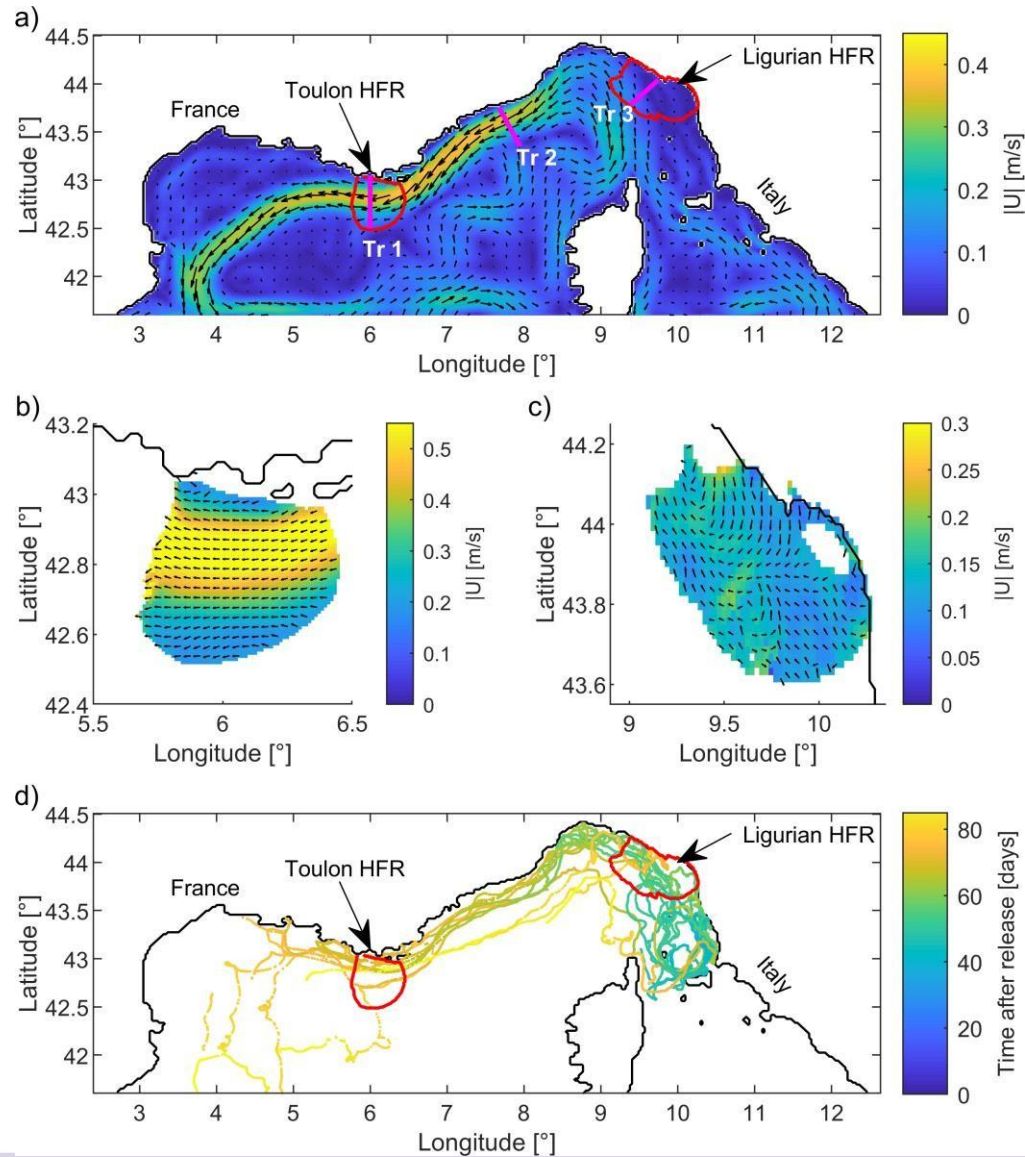 a)
44.5
44
43.5
43
42.5
42
Latitude [°]
France
Toulon HFR
Ligurian HFR
Tr 1
Tr 2
Tr 3
Italy
3 4 5 6 7 8 9 10 11 12
Longitude [°]
0.4
0.3
0.2
0.1
0
|U| [m/s]
b)
43.2
43
42.8
42.6
42.4
Latitude [°]
5.5 6 6.5
Longitude [°]
0.5
0.4
0.3
0.2
0.1
0
|U| [m/s]
c)
44.2
44
43.8
43.6
Latitude [°]
9 9.5 10
Longitude [°]
0.3
0.25
0.2
0.15
0.1
0.05
0
|U| [m/s]
d)
44.5
44
43.5
43
42.5
42
Latitude [°]
France
Toulon HFR
Ligurian HFR
Italy
3 4 5 6 7 8 9 10 11 12
Longitude [°]
80
60
40
20
0
Time after release [days]